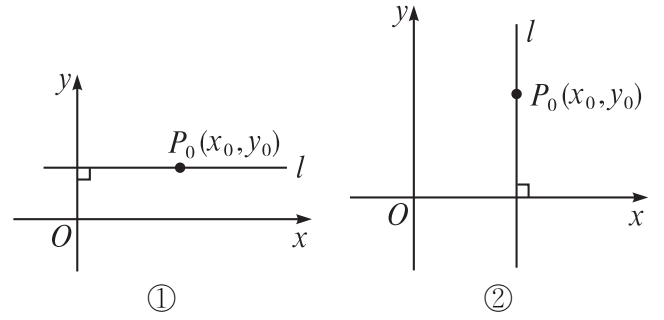 y
P₀(x₀,y₀)
l
O
x
①
y
l
P₀(x₀,y₀)
O
x
②